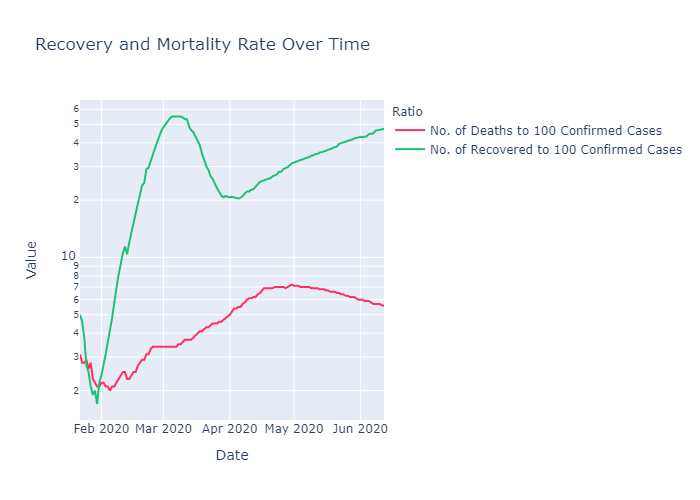 Recovery and Mortality Rate Over Time
Ratio
No. of Deaths to 100 Confirmed Cases
No. of Recovered to 100 Confirmed Cases
Value
6
5
4
3
2
10
9
8
7
6
5
4
3
2
Feb 2020 Mar 2020 Apr 2020 May 2020 Jun 2020
Date